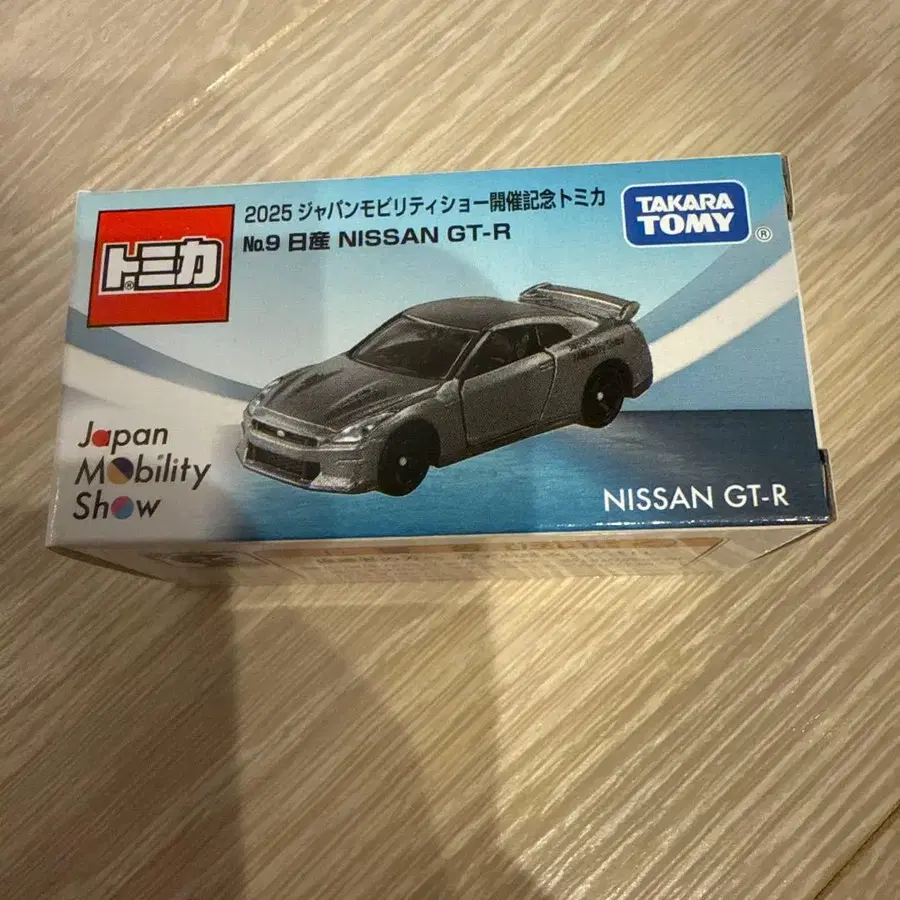 トミカ
2025 ジャパンモビリティショー開催記念トミカ
No.9 日産 NISSAN GT-R
TAKARA
TOMY
®
Japan
Mobility
Show
NISSAN GT-R